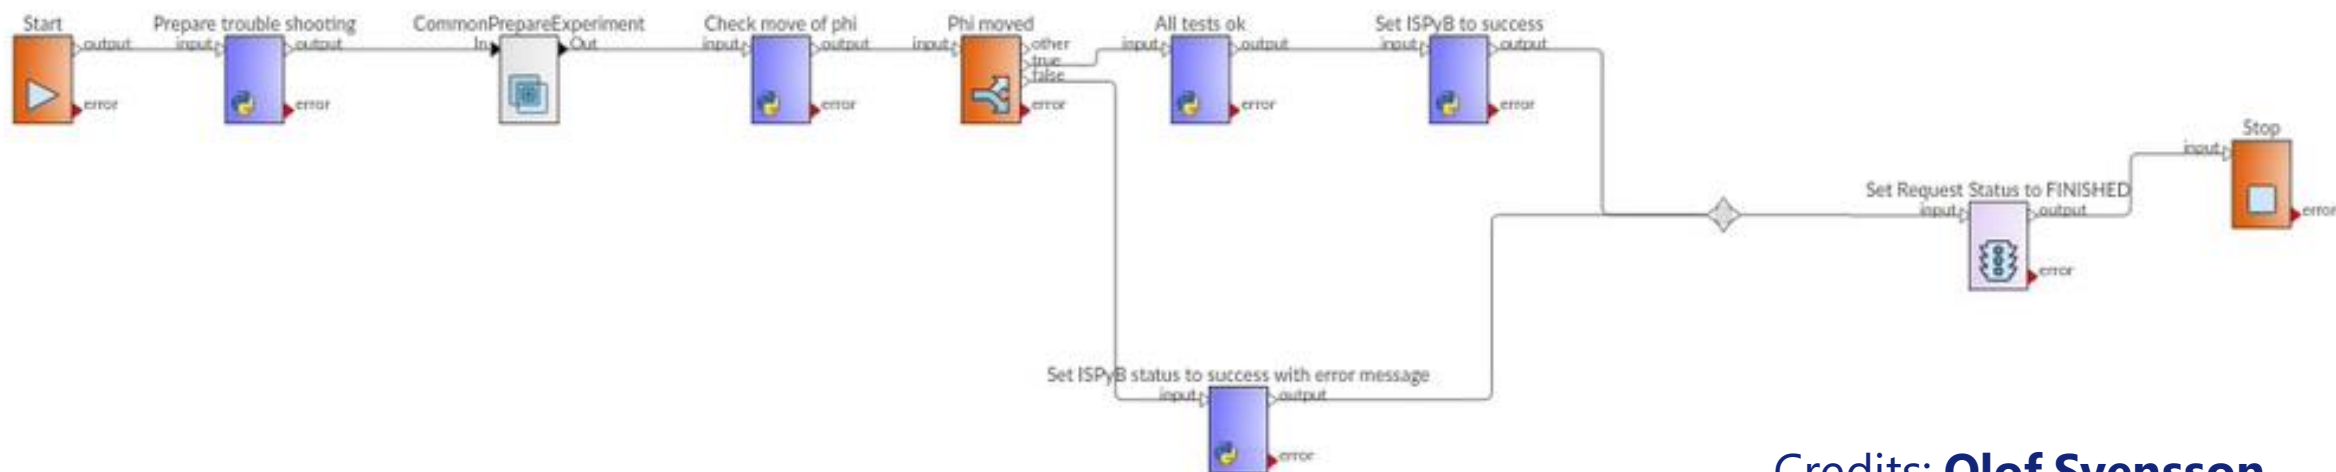 Start
output
error
Prepare trouble shooting
input
output
error
CommonPrepareExperiment
In
Out
Check move of phi
input
output
error
Phi moved
input
other
true
false
error
All tests ok
input
output
error
Set ISPyB to success
input
output
error
Stop
input
error
Set Request Status to FINISHED
input
output
error
Set ISPyB status to success with error message
input
output
error
Credits: Olof Svensson